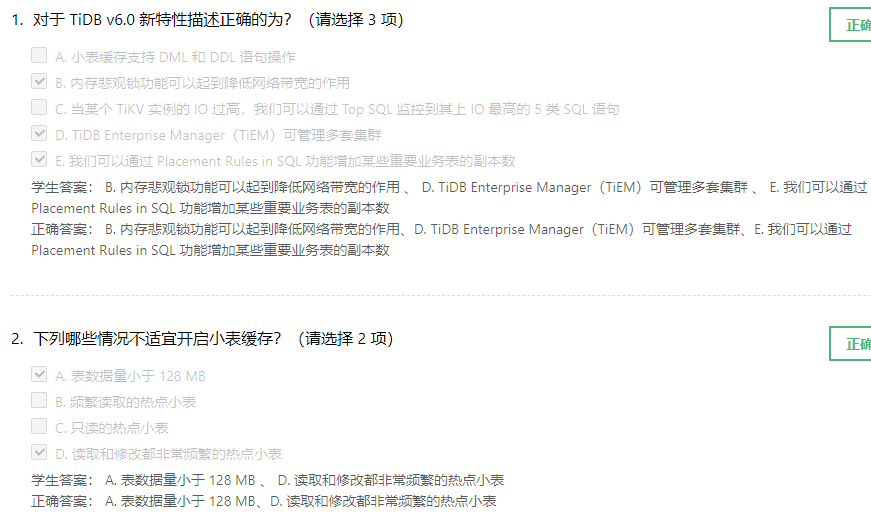 1. 对于 TiDB v6.0 新特性描述正确的为？（请选择 3 项）
正确
A. 小表缓存支持 DML 和 DDL 语句操作
B. 内存悲观锁功能可以起到降低网络带宽的作用
C. 当某个 TiKV 实例的 IO 过高，我们可以通过 Top SQL 监控到其上 IO 最高的 5 类 SQL 语句
D. TiDB Enterprise Manager（TiEM）可管理多套集群
E. 我们可以通过 Placement Rules in SQL 功能增加某些重要业务表的副本数
学生答案： B. 内存悲观锁功能可以起到降低网络带宽的作用 、 D. TiDB Enterprise Manager（TiEM）可管理多套集群 、 E. 我们可以通过
Placement Rules in SQL 功能增加某些重要业务表的副本数
正确答案： B. 内存悲观锁功能可以起到降低网络带宽的作用、D. TiDB Enterprise Manager（TiEM）可管理多套集群、E. 我们可以通过
Placement Rules in SQL 功能增加某些重要业务表的副本数
2. 下列哪些情况不适宜开启小表缓存？（请选择 2 项）
正确
A. 表数据量小于 128 MB
B. 频繁读取的热点小表
C. 只读的热点小表
D. 读取和修改都非常频繁的热点小表
学生答案： A. 表数据量小于 128 MB 、 D. 读取和修改都非常频繁的热点小表
正确答案： A. 表数据量小于 128 MB、D. 读取和修改都非常频繁的热点小表